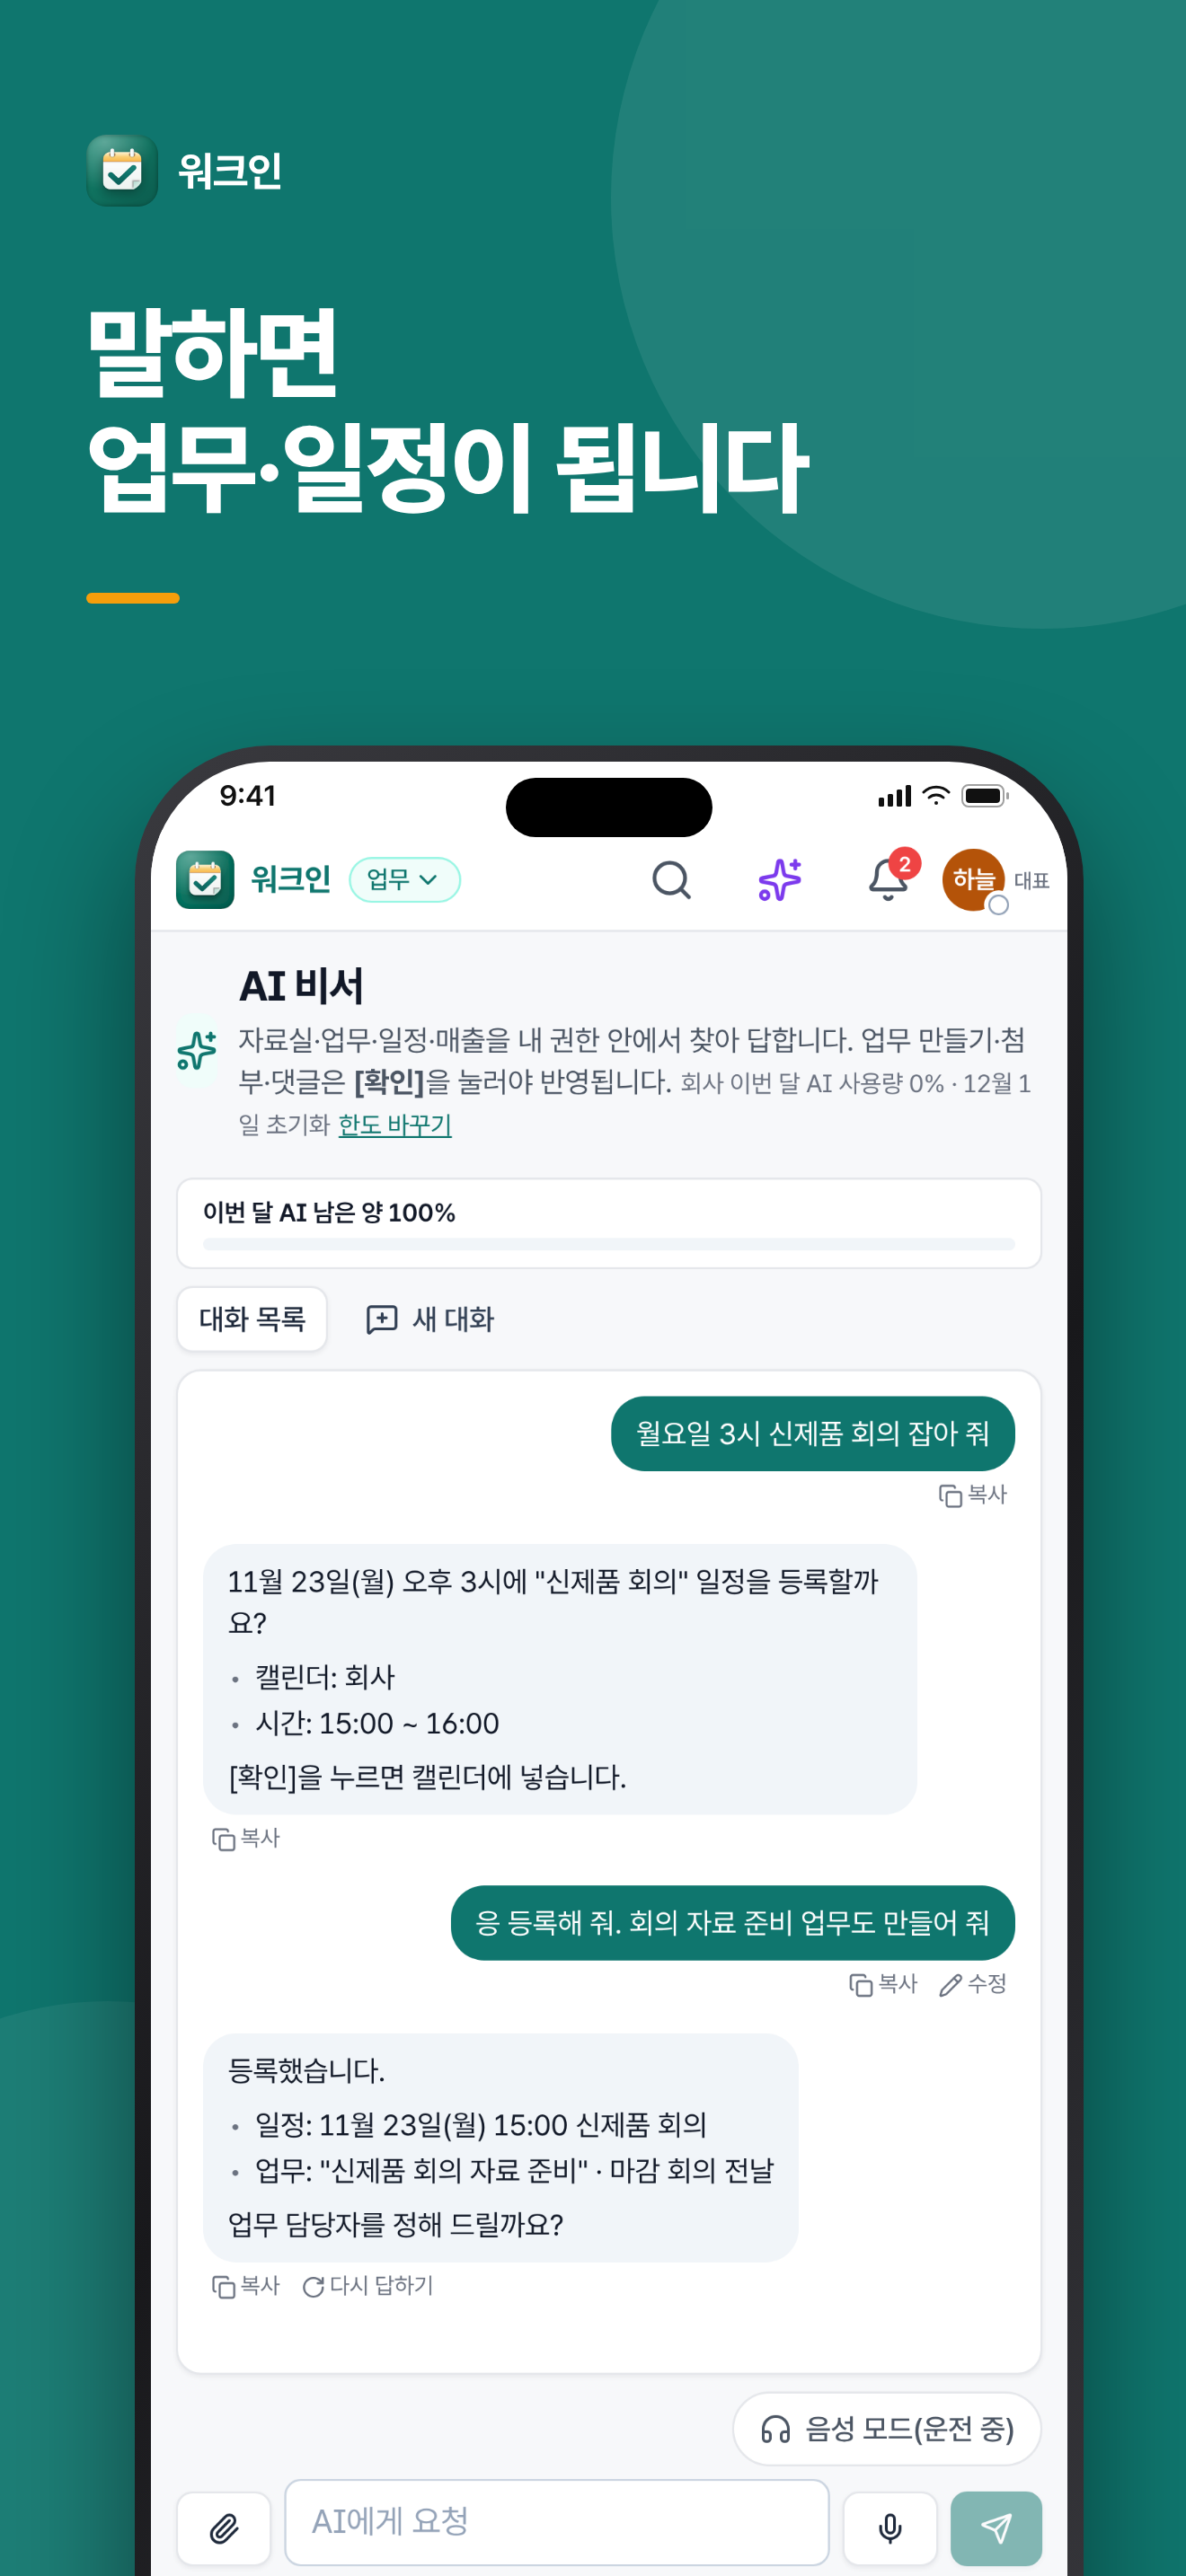 워크인
말하면
업무·일정이 됩니다
9:41
워크인 업무 2 하늘 대표
AI 비서
자료실·업무·일정·매출을 내 권한 안에서 찾아 답합니다. 업무 만들기·첨
부·댓글은 [확인]을 눌러야 반영됩니다. 회사 이번 달 AI 사용량 0% · 12월 1
일 초기화 한도 바꾸기
이번 달 AI 남은 양 100%
대화 목록 새 대화
월요일 3시 신제품 회의 잡아 줘
복사
11월 23일(월) 오후 3시에 "신제품 회의" 일정을 등록할까
요?
• 캘린더: 회사
• 시간: 15:00 ~ 16:00
[확인]을 누르면 캘린더에 넣습니다.
복사
응 등록해 줘. 회의 자료 준비 업무도 만들어 줘
복사 수정
등록했습니다.
• 일정: 11월 23일(월) 15:00 신제품 회의
• 업무: "신제품 회의 자료 준비" · 마감 회의 전날
업무 담당자를 정해 드릴까요?
복사 다시 답하기
음성 모드(운전 중)
AI에게 요청